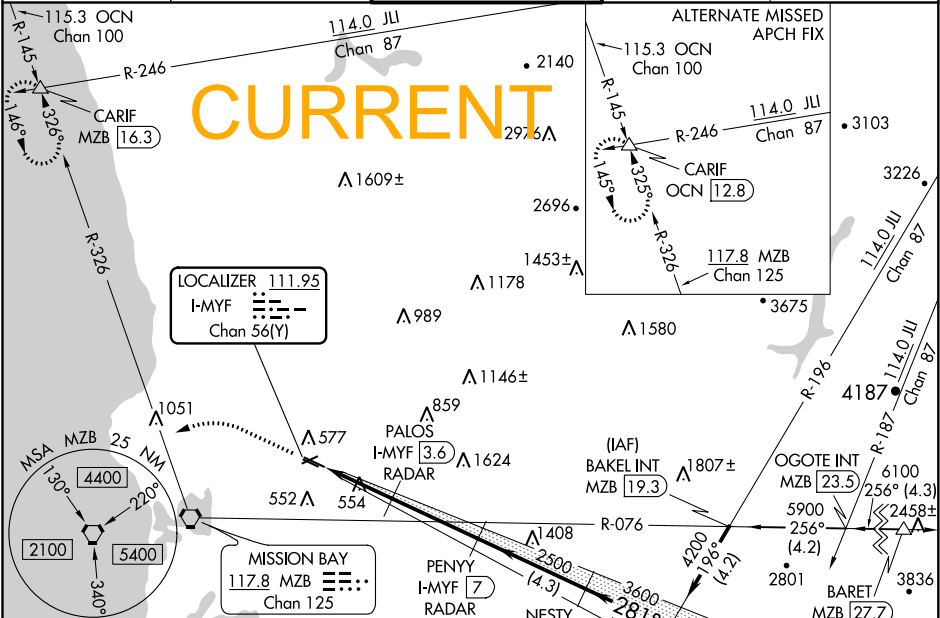 115.3 OCN
Chan 100
R-145
114.0 JLI
Chan 87
R-246
CARIF
MZB 16.3
146°
326°
R-326
CURRENT
2140
2976
1609±
2696
1453±
1178
989
1146±
859
1580
3675
3103
3226
ALTERNATE MISSED
APCH FIX
115.3 OCN
Chan 100
R-145
114.0 JLI
Chan 87
R-246
CARIF
OCN 12.8
145°
325°
R-326
117.8 MZB
Chan 125
LOCALIZER 111.95
I-MYF
Chan 56(Y)
114.0 JLI
Chan 87
R-196
114.0 JLI
Chan 87
R-187
4187
1051
577
PALOS
I-MYF 3.6
RADAR
1624
552
554
(IAF)
BAKEL INT
MZB 19.3
1807±
OGOTE INT
MZB 23.5
6100
256° (4.3)
2458±
5900
256°
(4.2)
R-076
MSA MZB 25 NM
130°
220°
340°
4400
2100
5400
MISSION BAY
117.8 MZB
Chan 125
1408
2500
(4.3)
PENYY
I-MYF 7
RADAR
3600
281°
NESTY
4200
196°
(4.2)
2801
BARET
MZB 27.7
3836